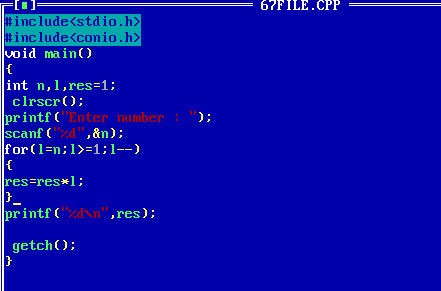 [■] 67FILE.CPP
#include<stdio.h>
#include<conio.h>
void main()
{
int n,l,res=1;
 clrscr();
printf("Enter number : ");
scanf("%d",&n);
for(l=n;l>=1;l--)
{
res=res*l;
}
printf("%d\n",res);

 getch();
}